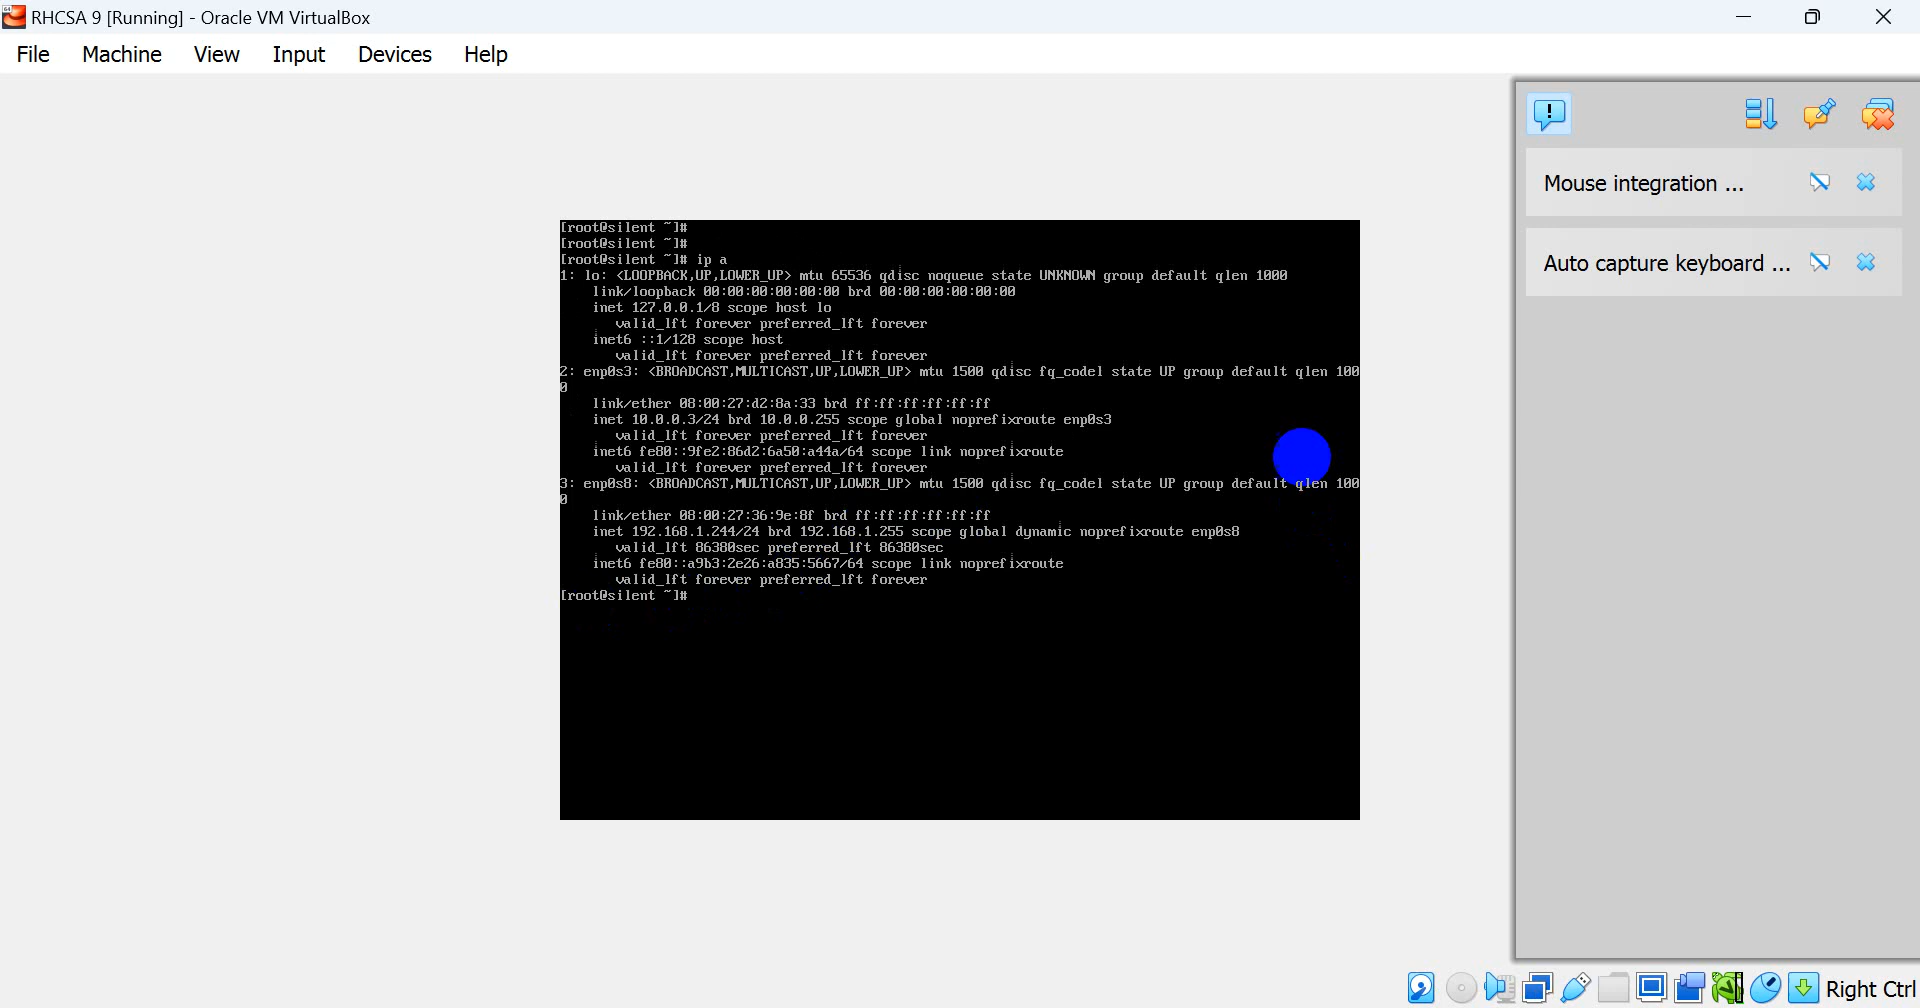 RHCSA 9 [Running] - Oracle VM VirtualBox
File Machine View Input Devices Help
[root@silent ~]#
[root@silent ~]#
[root@silent ~]# ip a
1: lo: <LOOPBACK,UP,LOWER_UP> mtu 65536 qdisc noqueue state UNKNOWN group default qlen 1000
    link/loopback 00:00:00:00:00:00 brd 00:00:00:00:00:00
    inet 127.0.0.1/8 scope host lo
       valid_lft forever preferred_lft forever
    inet6 ::1/128 scope host
       valid_lft forever preferred_lft forever
2: enp0s3: <BROADCAST,MULTICAST,UP,LOWER_UP> mtu 1500 qdisc fq_codel state UP group default qlen 100
0
    link/ether 08:00:27:d2:8a:33 brd ff:ff:ff:ff:ff:ff
    inet 10.0.0.3/24 brd 10.0.0.255 scope global noprefixroute enp0s3
       valid_lft forever preferred_lft forever
    inet6 fe80::9fe2:86d2:6a50:a44a/64 scope link noprefixroute
       valid_lft forever preferred_lft forever
3: enp0s8: <BROADCAST,MULTICAST,UP,LOWER_UP> mtu 1500 qdisc fq_codel state UP group default qlen 100
0
    link/ether 08:00:27:36:9e:8f brd ff:ff:ff:ff:ff:ff
    inet 192.168.1.244/24 brd 192.168.1.255 scope global dynamic noprefixroute enp0s8
       valid_lft 86380sec preferred_lft 86380sec
    inet6 fe80::a9b3:2e26:a835:5667/64 scope link noprefixroute
       valid_lft forever preferred_lft forever
[root@silent ~]#
Mouse integration ...
Auto capture keyboard ...
Right Ctrl